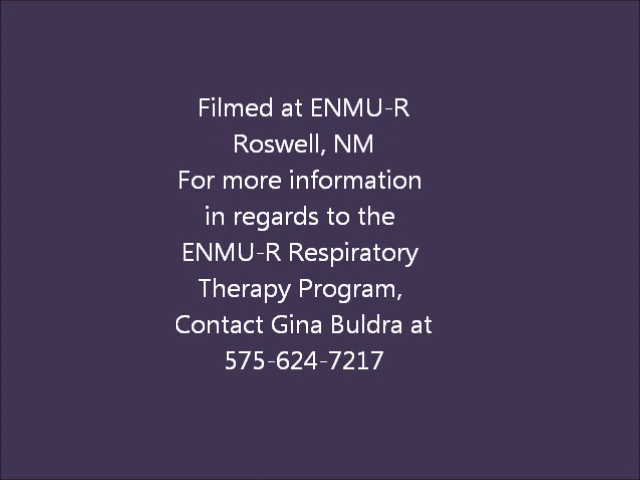 Filmed at ENMU-R
Roswell, NM
For more information
in regards to the
ENMU-R Respiratory
Therapy Program,
Contact Gina Buldra at
575-624-7217